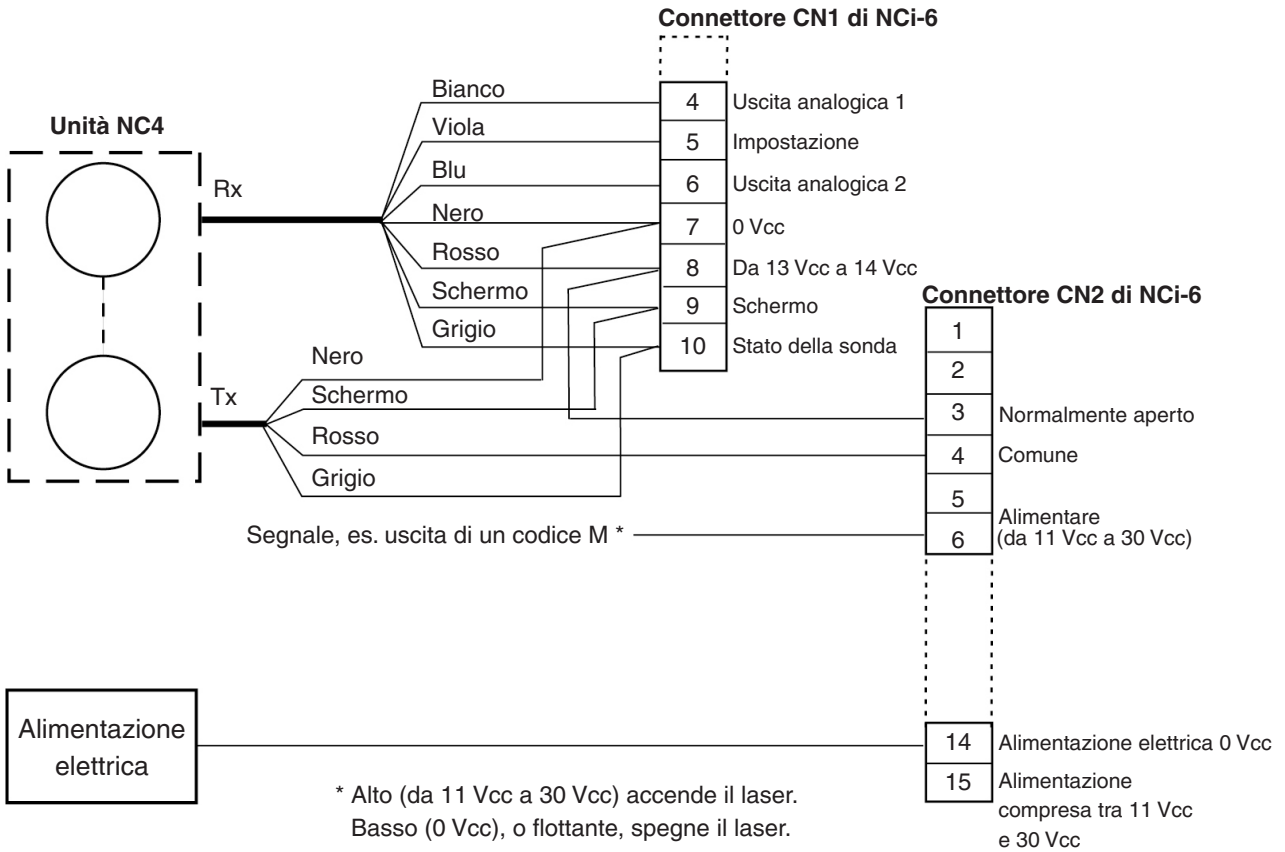 Connettore CN1 di NCi-6
Unità NC4
Rx
Bianco
Viola
Blu
Nero
Rosso
Schermo
Grigio
4 Uscita analogica 1
5 Impostazione
6 Uscita analogica 2
7 0 Vcc
8 Da 13 Vcc a 14 Vcc
9 Schermo
10 Stato della sonda
Tx
Nero
Schermo
Rosso
Grigio
Connettore CN2 di NCi-6
1
2
3 Normalmente aperto
4 Comune
5
6 Alimentare
(da 11 Vcc a 30 Vcc)
Segnale, es. uscita di un codice M *
Alimentazione
elettrica
14 Alimentazione elettrica 0 Vcc
15 Alimentazione
compresa tra 11 Vcc
e 30 Vcc
* Alto (da 11 Vcc a 30 Vcc) accende il laser.
Basso (0 Vcc), o flottante, spegne il laser.